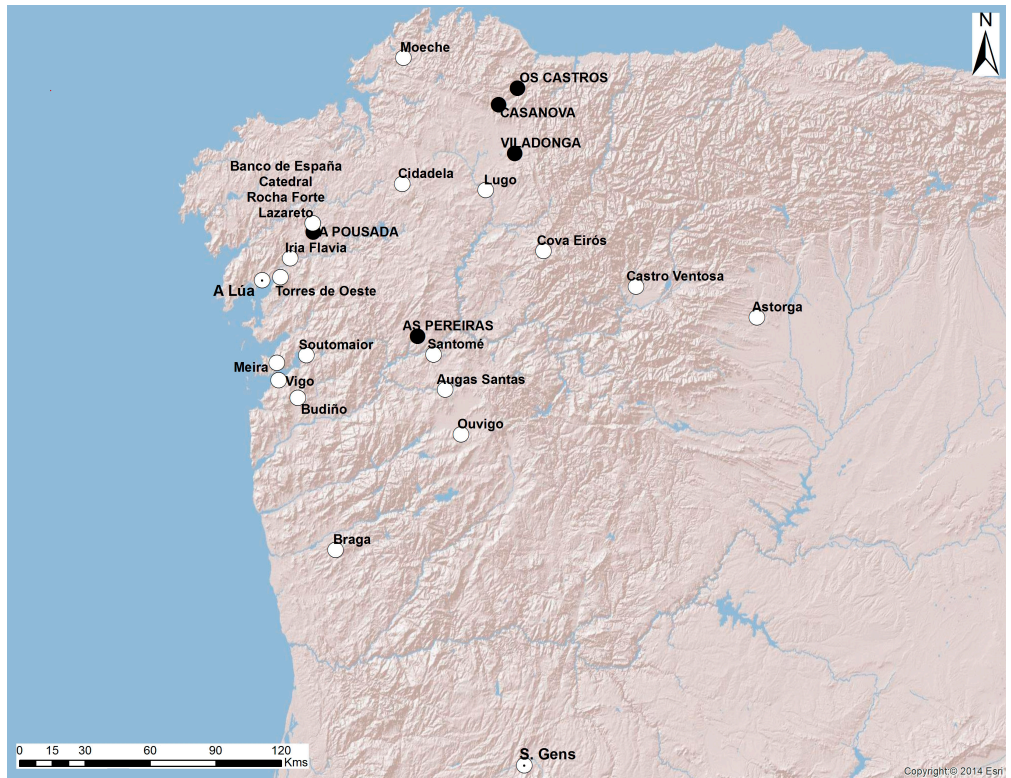 N
Moeche
OS CASTROS
CASANOVA
VILADONGA
Banco de España
Catedral
Rocha Forte
Lazareto
Cidadela
Lugo
A POUSADA
Iria Flavia
Cova Eirós
Castro Ventosa
A Lúa
Torres de Oeste
Astorga
AS PEREIRAS
Santomé
Soutomaior
Meira
Vigo
Augas Santas
Budiño
Ouvigo
Braga
S. Gens
0 15 30 60 90 120
Kms
Copyright:© 2014 Esri